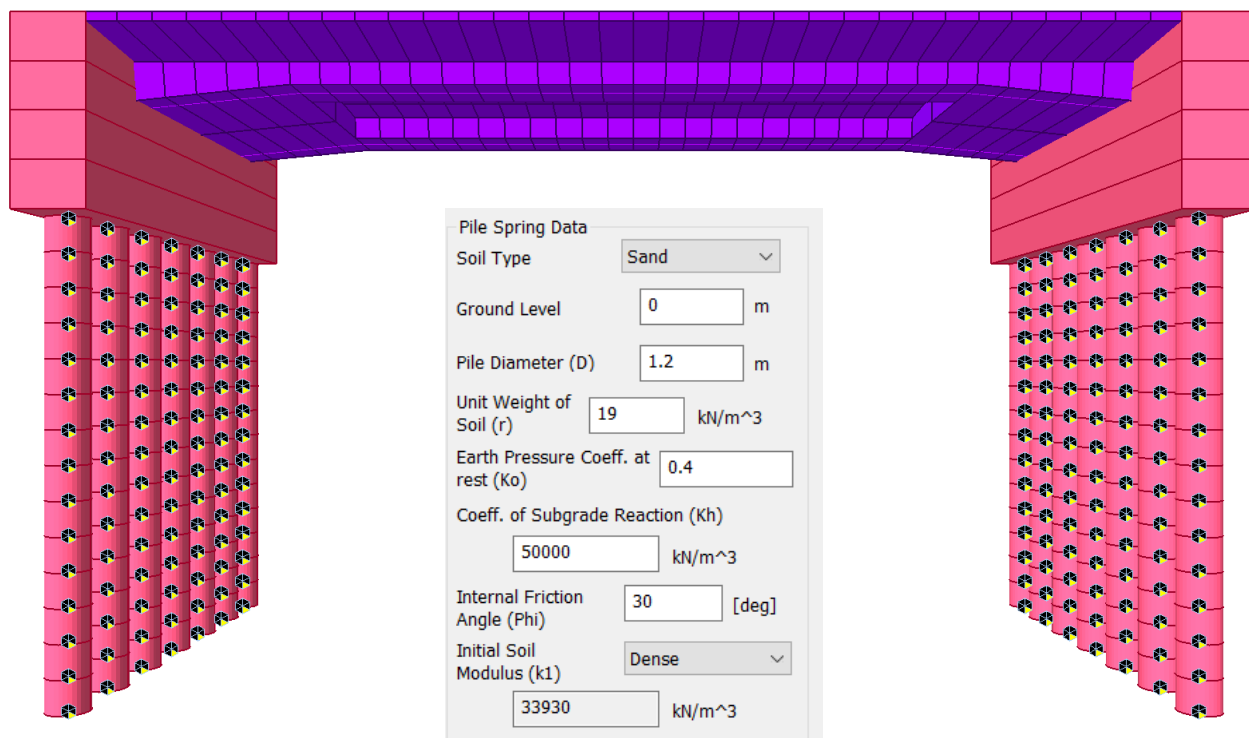 Pile Spring Data
Soil Type Sand
Ground Level 0 m
Pile Diameter (D) 1.2 m
Unit Weight of
Soil (r) 19 kN/m^3
Earth Pressure Coeff. at
rest (Ko) 0.4
Coeff. of Subgrade Reaction (Kh)
50000 kN/m^3
Internal Friction
Angle (Phi) 30 [deg]
Initial Soil
Modulus (k1) Dense
33930 kN/m^3